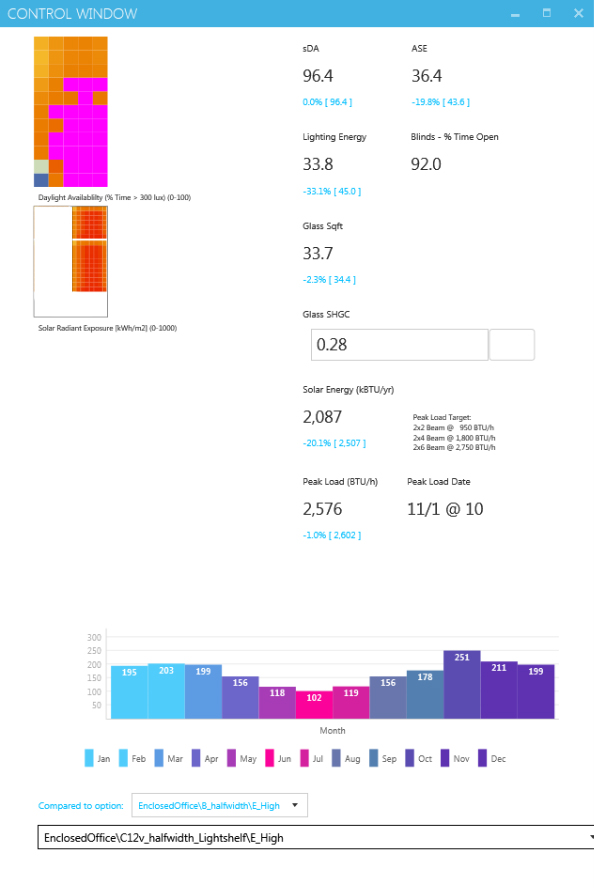 CONTROL WINDOW
Daylight Availablilty (% Time > 300 lux) (0-100)
Solar Radiant Exposure [kWh/m2] (0-1000)
sDA ASE
96.4 36.4
0.0% [ 96.4 ] -19.8% [ 43.6 ]
Lighting Energy Blinds - % Time Open
33.8 92.0
-33.1% [ 45.0 ]
Glass Sqft
33.7
-2.3% [ 34.4 ]
Glass SHGC
0.28
Solar Energy (kBTU/yr)
2,087
-20.1% [ 2,507 ]
Peak Load Target:
2x2 Beam @ 950 BTU/h
2x4 Beam @ 1,800 BTU/h
2x6 Beam @ 2,750 BTU/h
Peak Load (BTU/h) Peak Load Date
2,576 11/1 @ 10
-1.0% [ 2,602 ]
300
250
200
150
100
50
195 203 199 156 118 102 119 156 178 251 211 199
Month
Jan Feb Mar Apr May Jun Jul Aug Sep Oct Nov Dec
Compared to option: EnclosedOffice\B_halfwidth\E_High
EnclosedOffice\C12v_halfwidth_Lightshelf\E_High